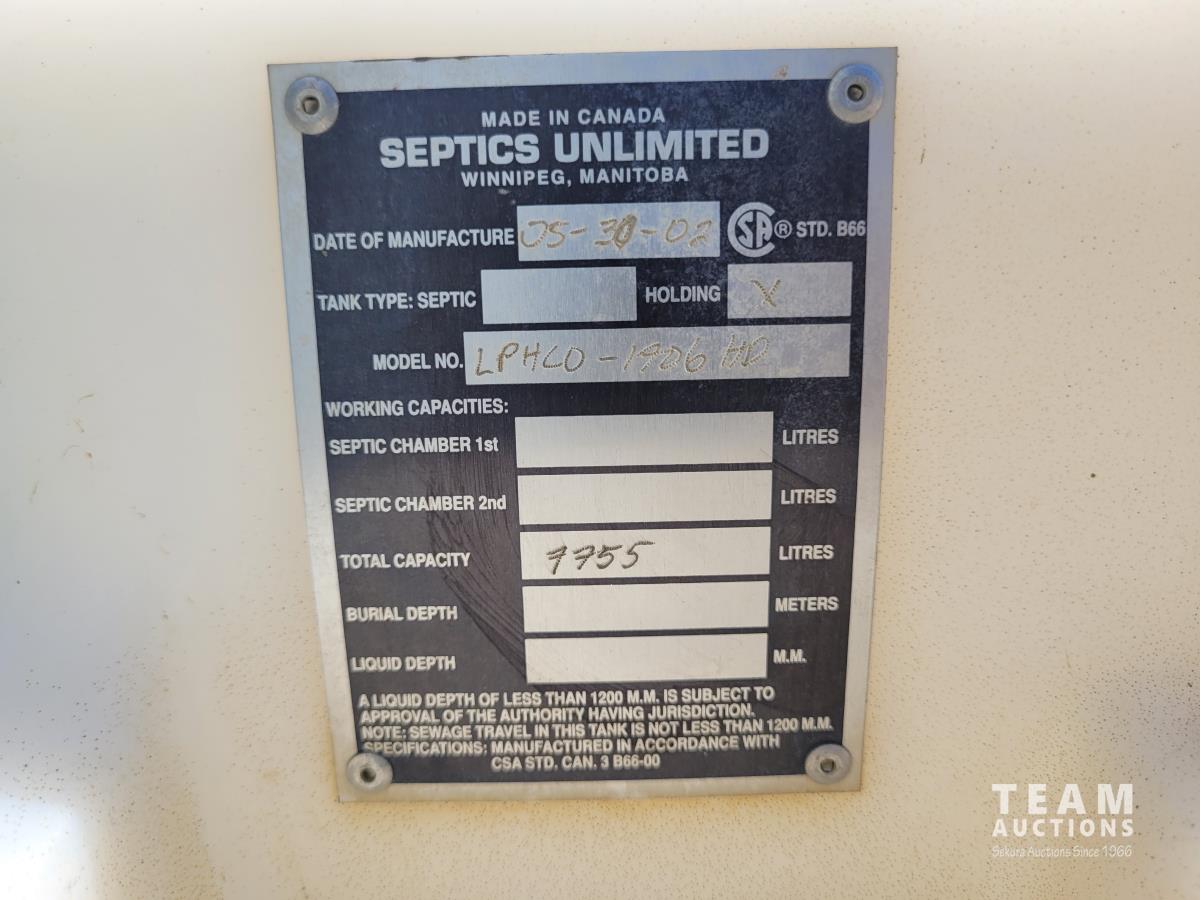 MADE IN CANADA
SEPTICS UNLIMITED
WINNIPEG, MANITOBA
DATE OF MANUFACTURE 05-30-02 CSA ® STD. B66
TANK TYPE: SEPTIC HOLDING X
MODEL NO. LPHCO-1706 HD
WORKING CAPACITIES:
SEPTIC CHAMBER 1st LITRES
SEPTIC CHAMBER 2nd LITRES
TOTAL CAPACITY 7755 LITRES
BURIAL DEPTH METERS
LIQUID DEPTH M.M.
A LIQUID DEPTH OF LESS THAN 1200 M.M. IS SUBJECT TO
APPROVAL OF THE AUTHORITY HAVING JURISDICTION.
NOTE: SEWAGE TRAVEL IN THIS TANK IS NOT LESS THAN 1200 M.M.
SPECIFICATIONS: MANUFACTURED IN ACCORDANCE WITH
CSA STD. CAN. 3 B66-00
TEAM
AUCTIONS
Sekura Auctions Since 1966